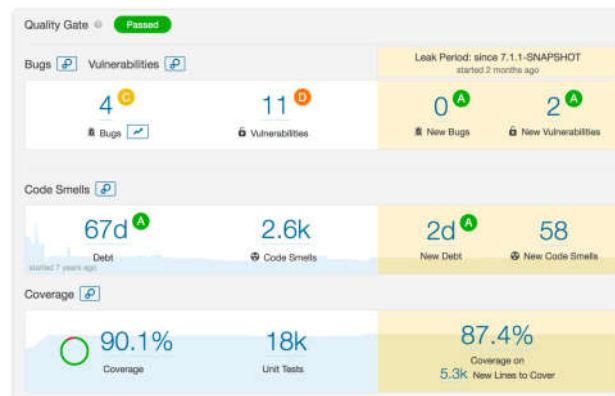 Quality Gate Passed
Bugs Vulnerabilities
Leak Period: since 7.1.1-SNAPSHOT
started 2 months ago
4 C
11 D
0 A
2 A
Bugs
Vulnerabilities
New Bugs
New Vulnerabilities
Code Smells
67d A
2.6k
2d A
58
Debt
Code Smells
New Debt
New Code Smells
started 7 years ago
Coverage
90.1%
18k
87.4%
Coverage
Unit Tests
Coverage on
5.3k New Lines to Cover